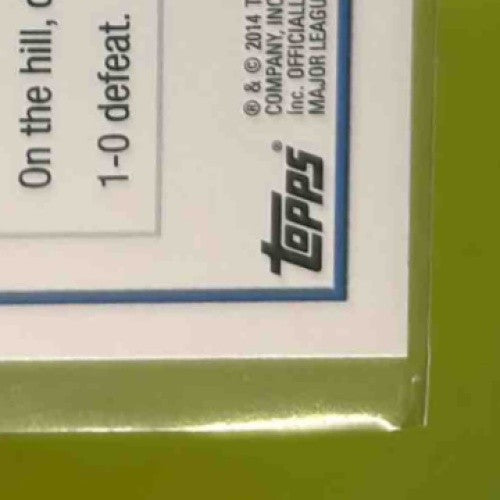 On the hill,
1-0 defeat.
® & © 2014
COMPANY, INC
Inc. OFFICIALL
MAJOR LEAGU
TOPPS®